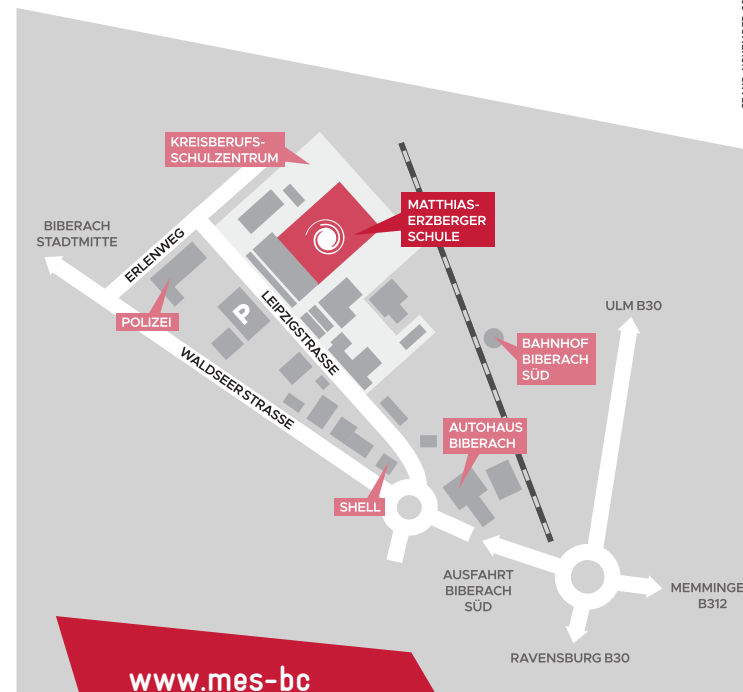 KREISBERUFS-
SCHULZENTRUM
MATTHIAS-
ERZBERGER
SCHULE
BIBERACH
STADTMITTE
ERLENWEG
POLIZEI
P
LEIPZIGSTRASSE
WALDSEER STRASSE
ULM B30
BAHNHOF
BIBERACH
SÜD
AUTOHAUS
BIBERACH
SHELL
AUSFAHRT
BIBERACH
SÜD
MEMMINGE
B312
RAVENSBURG B30
www.mes-bc